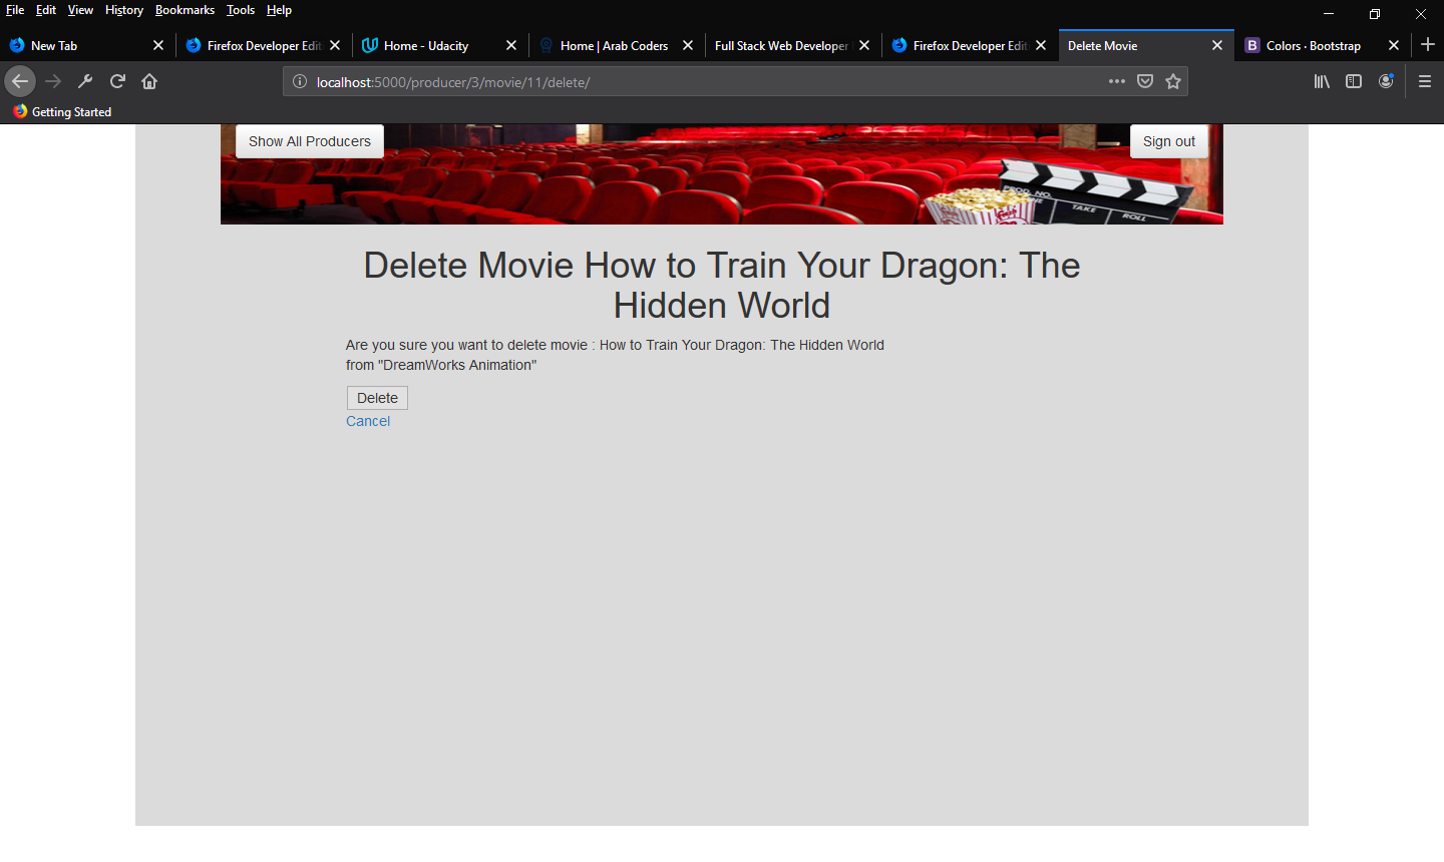 File Edit View History Bookmarks Tools Help
New Tab Firefox Developer Edit Home - Udacity Home | Arab Coders Full Stack Web Developer Firefox Developer Edit Delete Movie B Colors · Bootstrap
localhost:5000/producer/3/movie/11/delete/
Getting Started
Show All Producers Sign out
PROD. NO.
TAKE ROLL
Delete Movie How to Train Your Dragon: The
Hidden World
Are you sure you want to delete movie : How to Train Your Dragon: The Hidden World
from "DreamWorks Animation"
Delete
Cancel